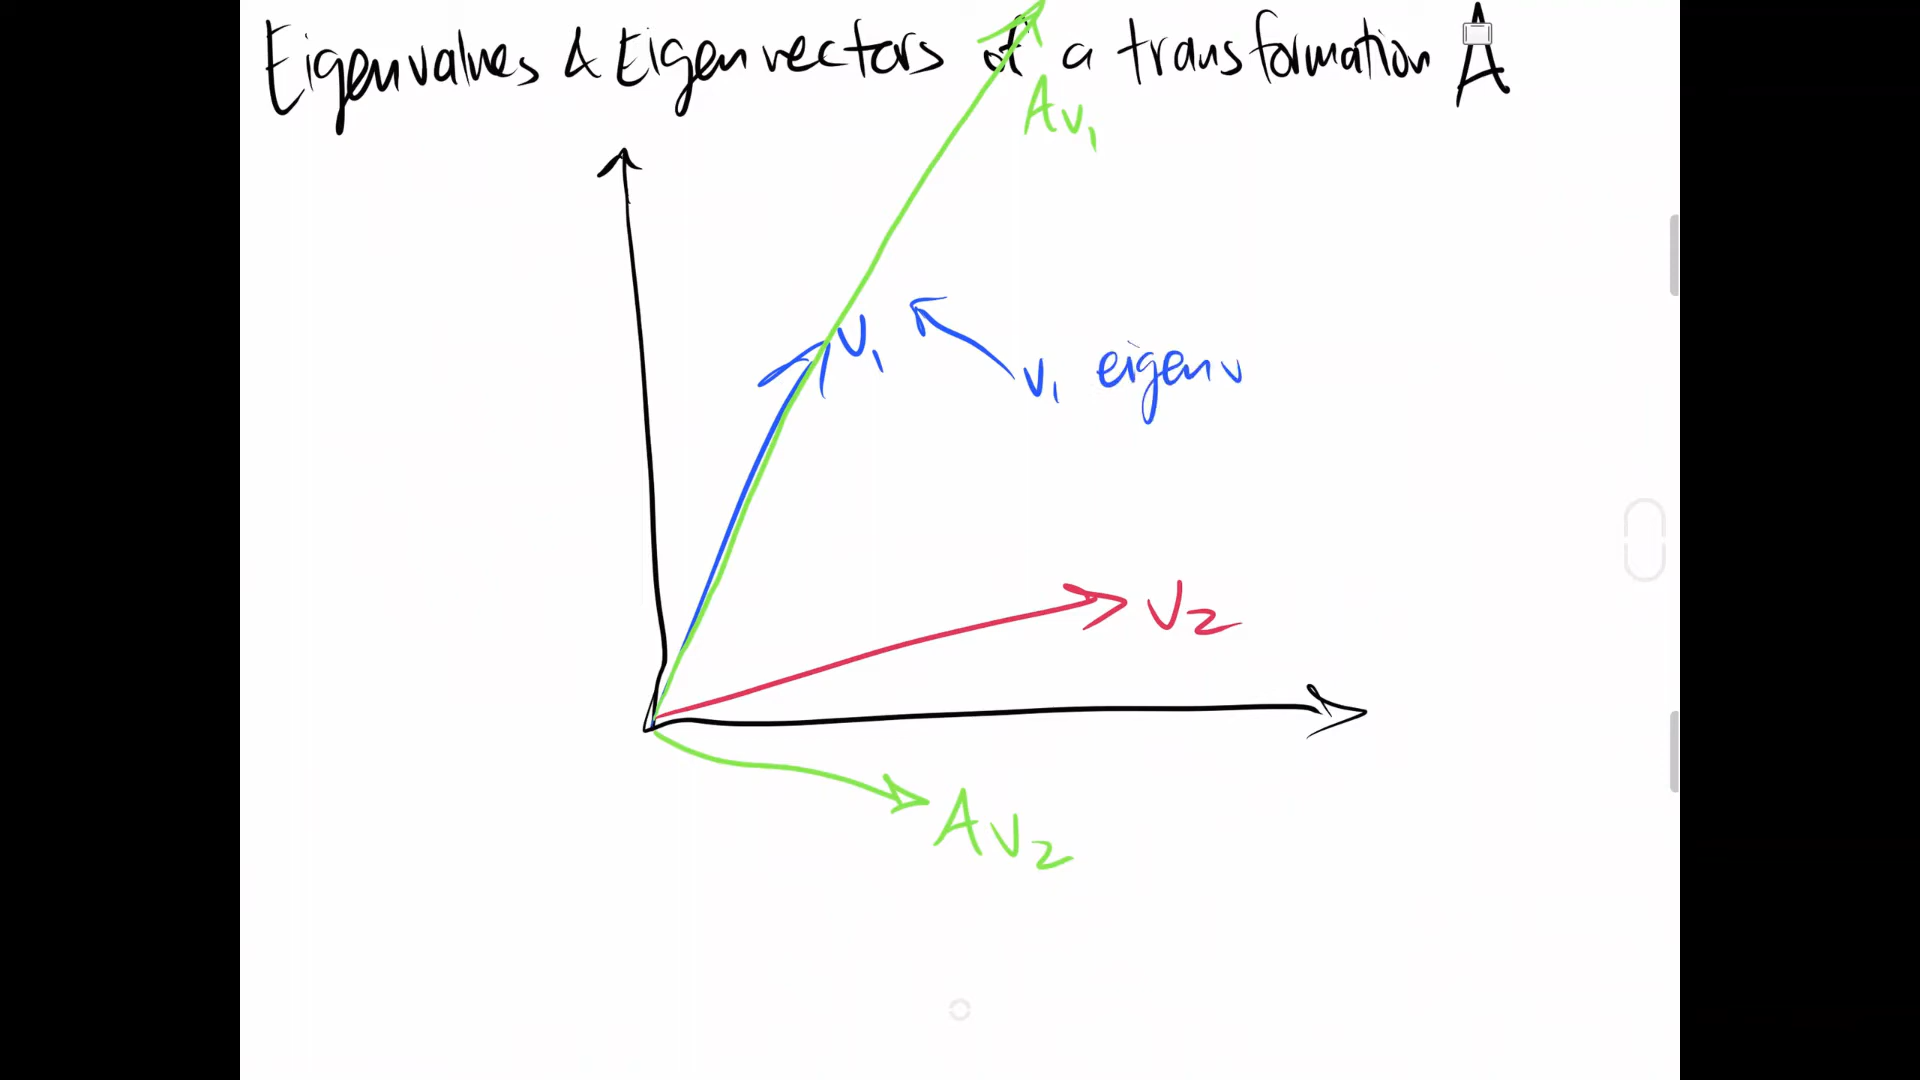 Eigenvalues & Eigenvectors of a transformation A
Av₁
v₁
v₁ eigenv
v₂
Av₂